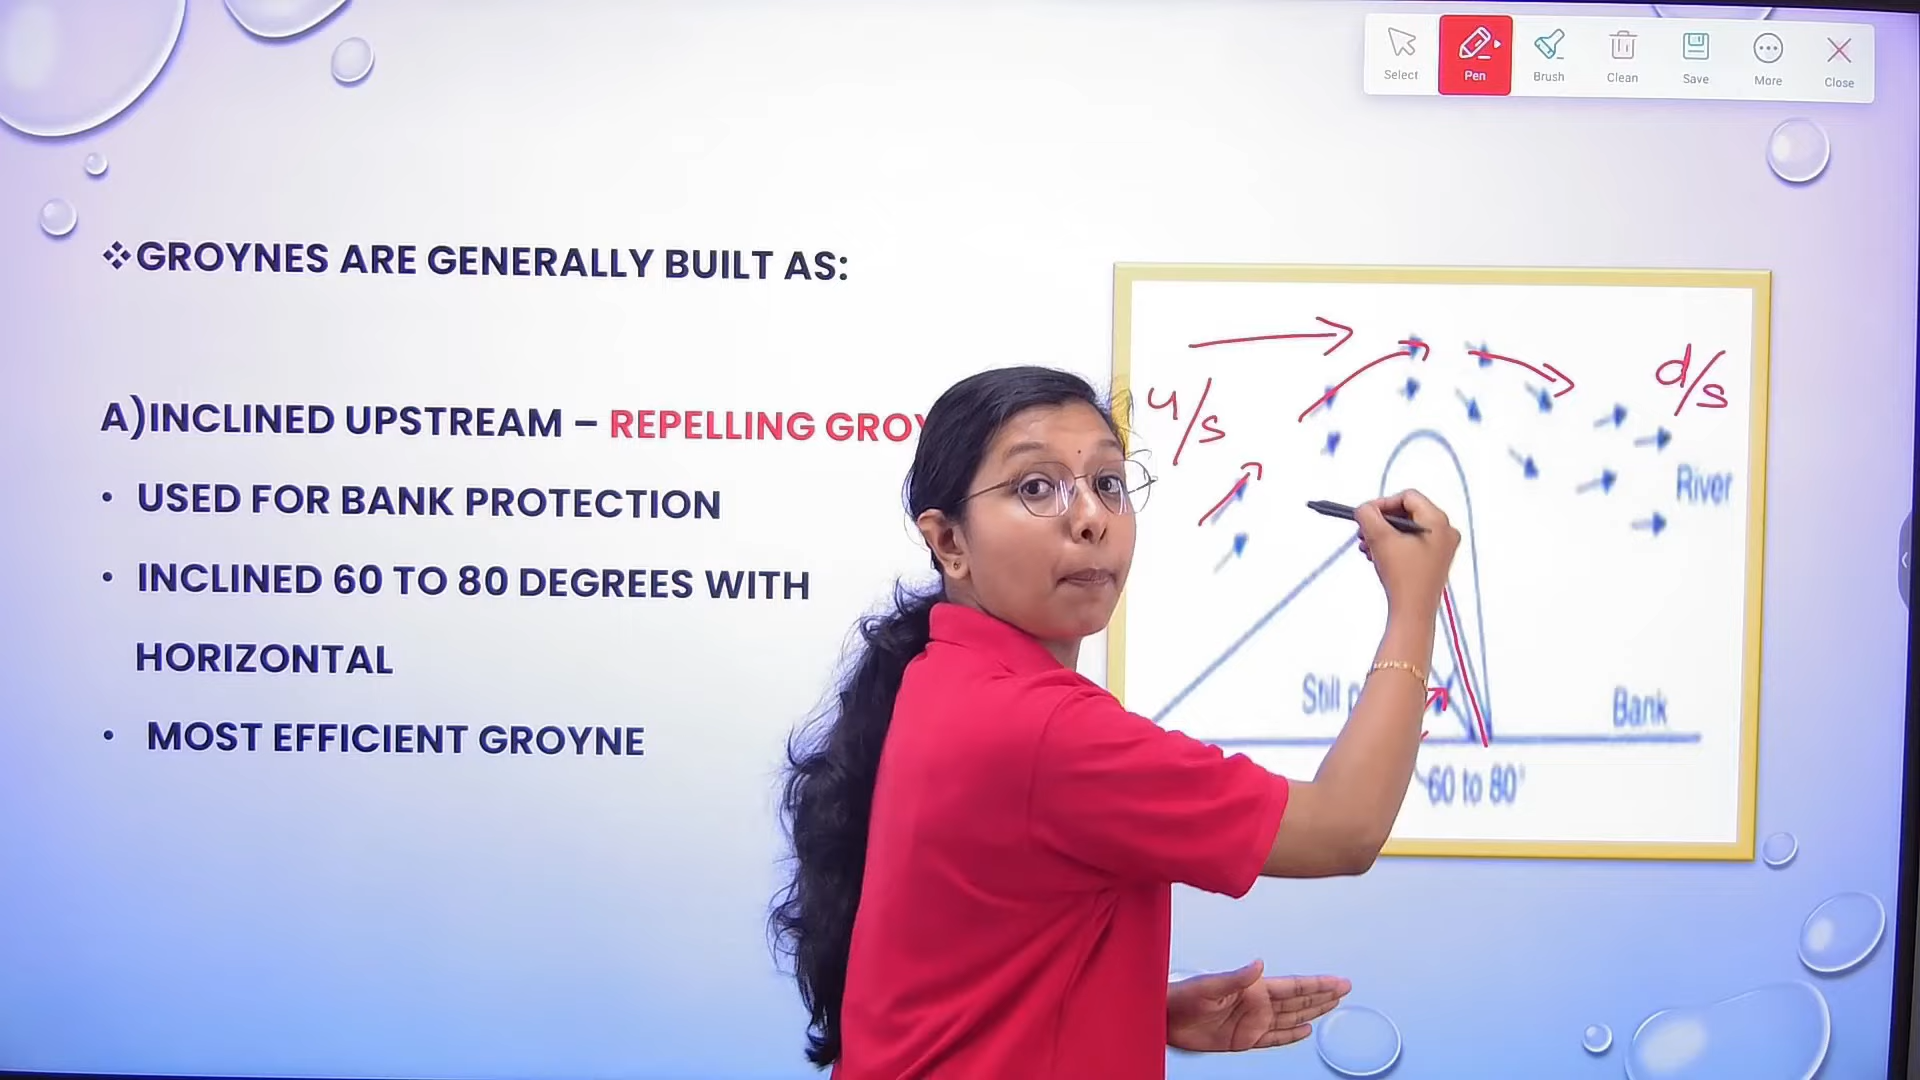 Select Pen Brush Clean Save More Close
❖GROYNES ARE GENERALLY BUILT AS:
A)INCLINED UPSTREAM – REPELLING
• USED FOR BANK PROTECTION
• INCLINED 60 TO 80 DEGREES WITH
HORIZONTAL
• MOST EFFICIENT GROYNE
u/s
d/s
River
Still
Bank
60 to 80°